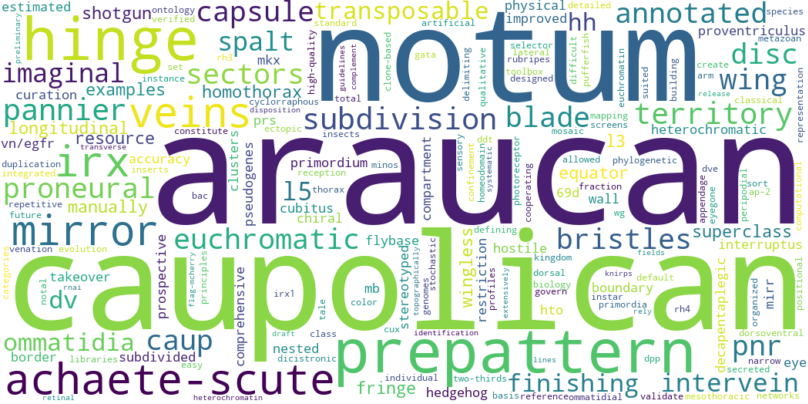 estimated shotgun ontology verified capsule transposable physical improved hh annotated species
preliminary hinge standard artificial detailed
spalt notum gata pufferfish proventriculus
imaginal rh3 mkx high-quality guidelines complement clone-based delimiting qualitative lateral rubripes selector toolbox difficult euchromatin suited building disc metazoan
curation set sectors total designed arm create release wing representation
pannier instance examples homothorax cyclorraphous disposition subdivision blade mapping screens territory classical
longitudinal veins ectopic insects mosaic heterochromatic
vn/egfr resource prs constitute
duplication transverse accuracy clusters pseudogenes primordium minos compartment sensory dds systematic confinement reception homeodomain cooperating photoreceptor l3 phylogenetic dve eyegone
integrated irx inserts araucan allowed equator sort ap-2 peripodial computational
repetitive proneural bac l5 thorax 69d fraction appendage
future manually cubitus chiral wall wg defining
mirror euchromatic flybase hostile bristles superclass
venation evolution categories takeover prospective flag-mcherry principles comprehensive caupolican stereotyped topographically stochastic wingless restriction profiles kingdom knirps fields interruptus positional
dv notal rnai irx1 mb color genomes extensively dorsal default boundary mirr decapentaplegic
ommatidia caup tale cux biology instar primordia organized pnr dorsoventral
border subdivided nested draft class prepattern identification hto govern rely rh4 narrow eye
libraries easy dicistronic lines dpp secreted
achaete-scute fringe individual two-thirds finishing intervein
retinal heterochromatin hedgehog basis reference ommatidial validate mesothoracic networks